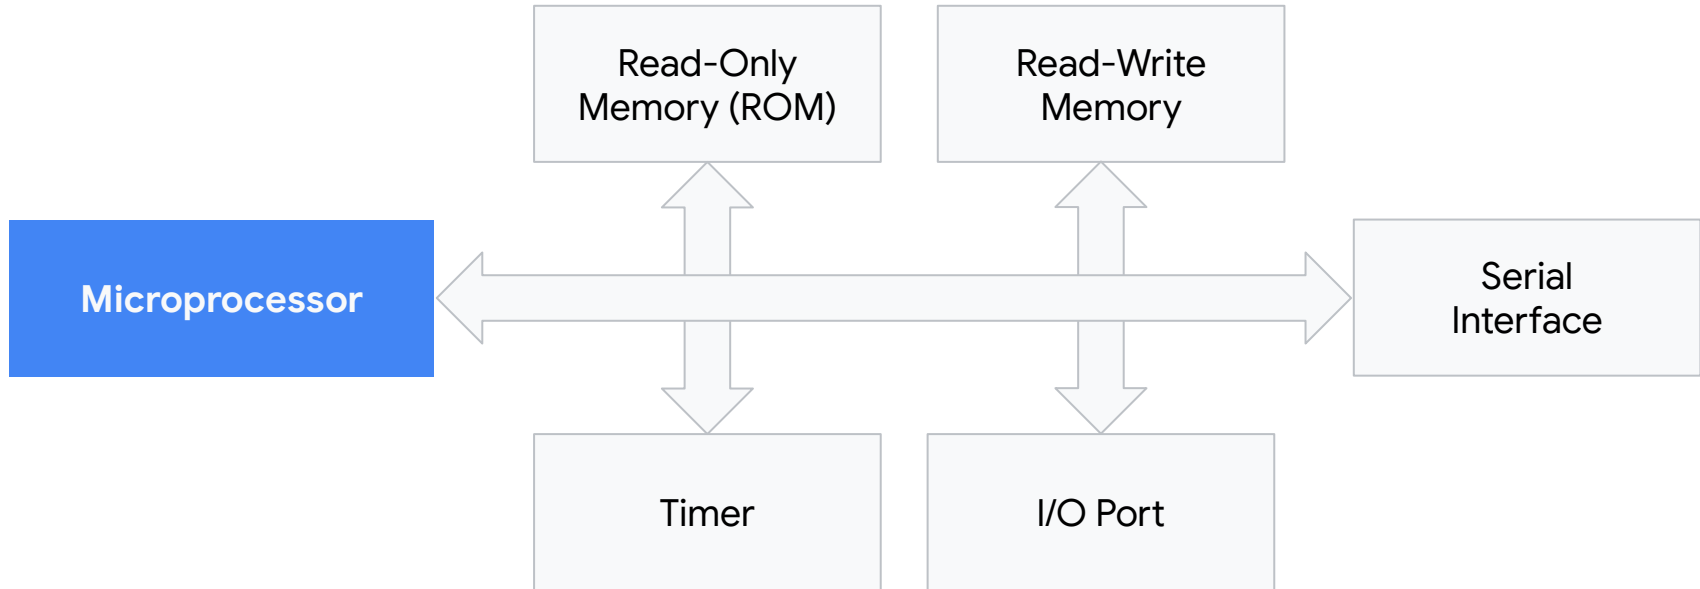 Read-Only
Memory (ROM)
Read-Write
Memory
Microprocessor
Serial
Interface
Timer
I/O Port